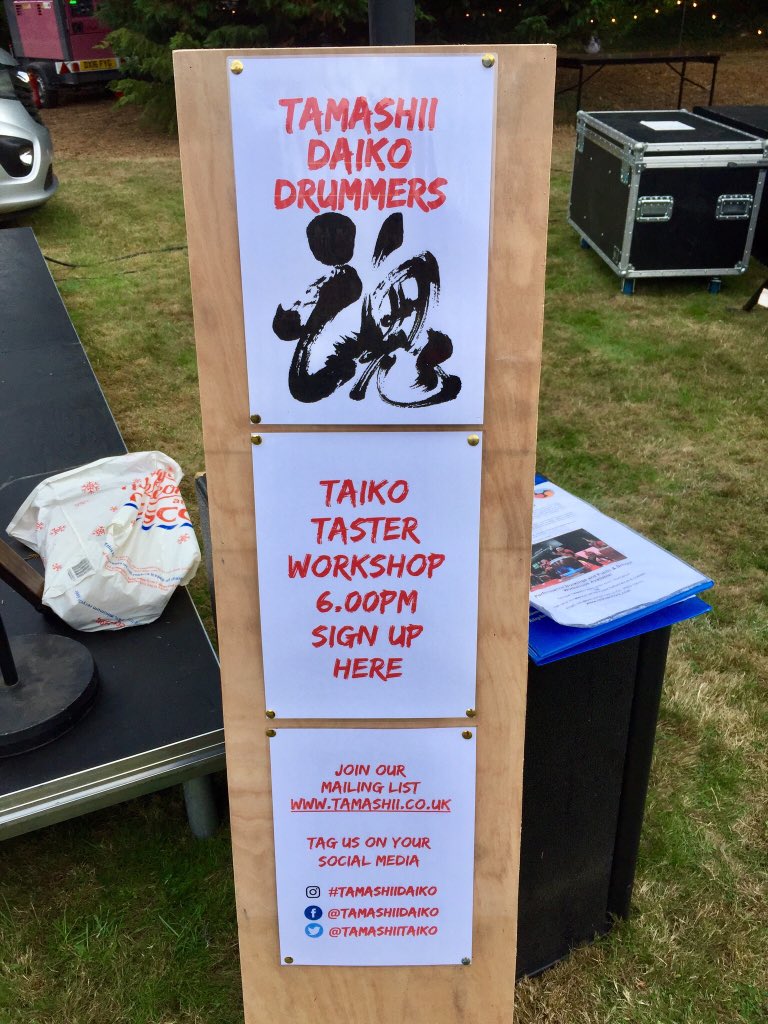 TAMASHII
DAIKO
DRUMMERS
魂
TAIKO
TASTER
WORKSHOP
6.00PM
SIGN UP
HERE
JOIN OUR
MAILING LIST
WWW.TAMASHII.CO.UK
TAG US ON YOUR
SOCIAL MEDIA
#TAMASHIIDAIKO
@TAMASHIIDAIKO
@TAMASHIITAIKO